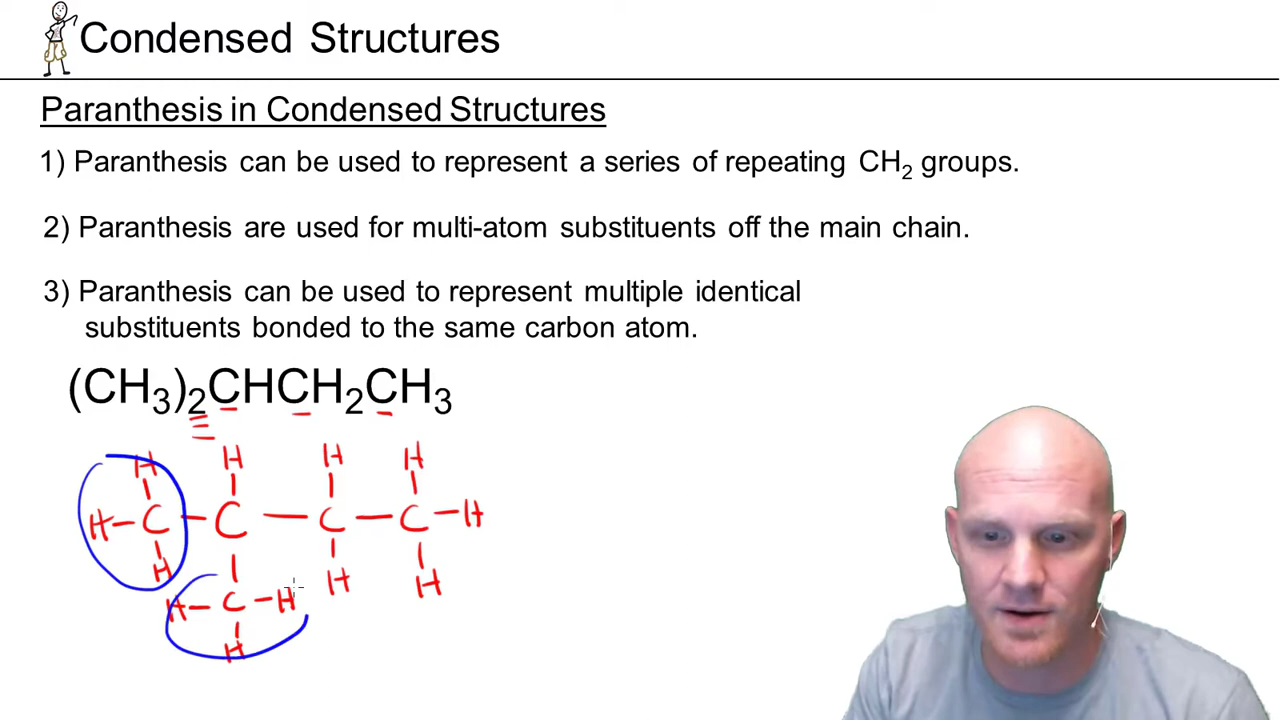 Condensed Structures
Paranthesis in Condensed Structures
1) Paranthesis can be used to represent a series of repeating CH₂ groups.
2) Paranthesis are used for multi-atom substituents off the main chain.
3) Paranthesis can be used to represent multiple identical
substituents bonded to the same carbon atom.
(CH₃)₂CHCH₂CH₃
H H H H
H–C–C–C–C–H
H H H
H–C–H
H